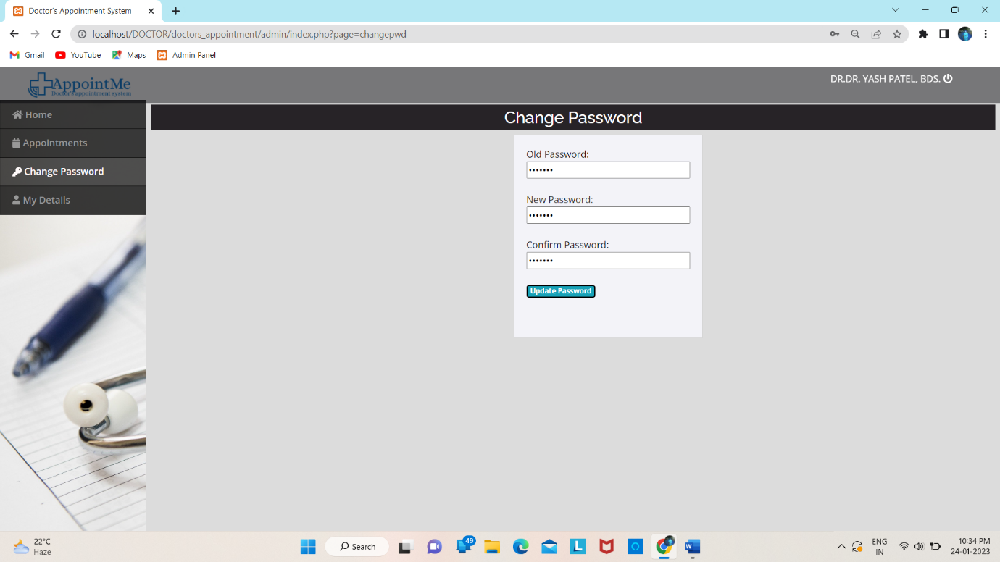 Doctor's Appointment System
localhost/DOCTOR/doctors_appointment/admin/index.php?page=changepwd
Gmail YouTube Maps Admin Panel
AppointMe
Doctor's appointment system
DR.DR. YASH PATEL, BDS.
Home
Appointments
Change Password
My Details
Change Password
Old Password:
•••••••
New Password:
•••••••
Confirm Password:
•••••••
Update Password
22°C
Haze
Search
49
L
W
ENG
IN
10:34 PM
24-01-2023